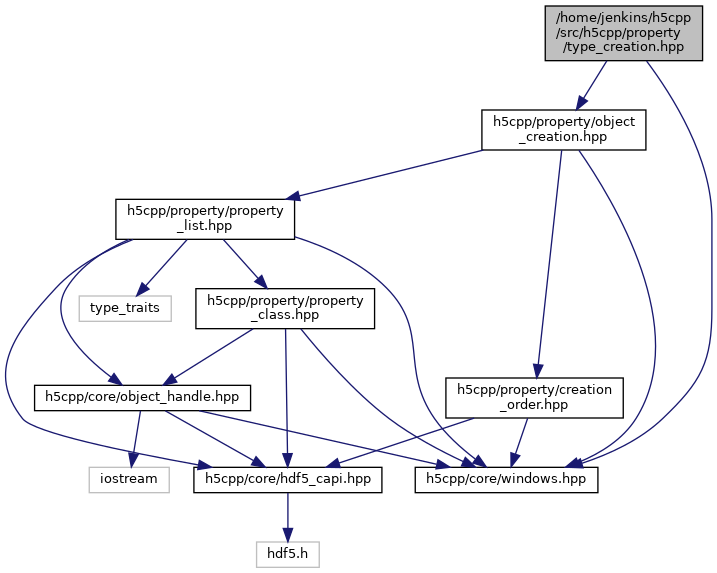 /home/jenkins/h5cpp
/src/h5cpp/property
/type_creation.hpp
h5cpp/property/object
_creation.hpp
h5cpp/property/property
_list.hpp
type_traits
h5cpp/property/property
_class.hpp
h5cpp/core/object_handle.hpp
h5cpp/property/creation
_order.hpp
iostream
h5cpp/core/hdf5_capi.hpp
h5cpp/core/windows.hpp
hdf5.h